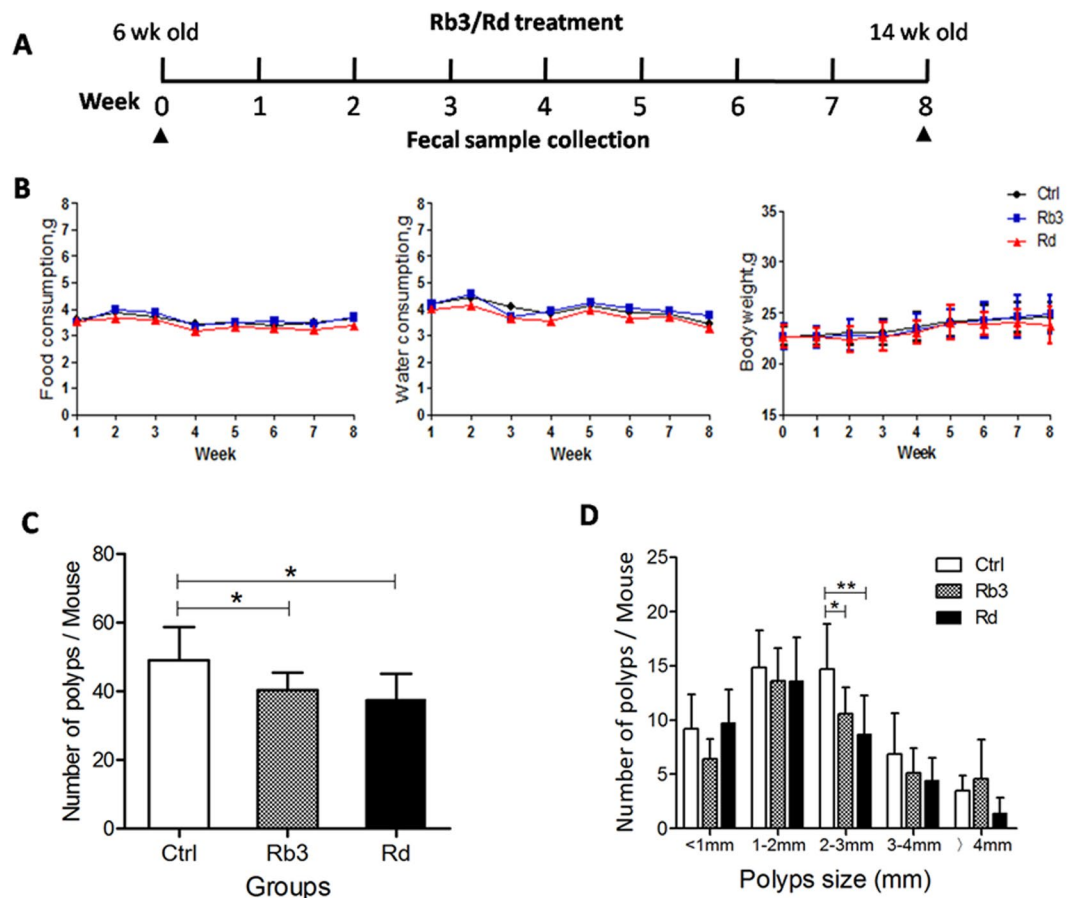 A
6 wk old
Rb3/Rd treatment
14 wk old
Week 0 1 2 3 4 5 6 7 8
Fecal sample collection
B
Ctrl
Rb3
Rd
Food consumption,g
8
7
6
5
4
3
2
1
0
1 2 3 4 5 6 7 8
Week
Water consumption,g
8
7
6
5
4
3
2
1
0
1 2 3 4 5 6 7 8
Week
Bodyweight,g
35
30
25
20
15
0 1 2 3 4 5 6 7 8
Week
C
Number of polyps / Mouse
80
60
40
20
0
*
*
Ctrl Rb3 Rd
Groups
D
Number of polyps / Mouse
25
20
15
10
5
0
**
*
Ctrl
Rb3
Rd
<1mm 1-2mm 2-3mm 3-4mm 〉4mm
Polyps size (mm)